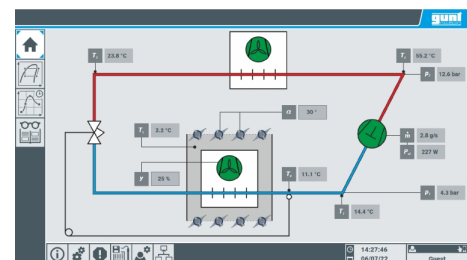 gunt
T 23.8 °C
T 55.2 °C
P 12.6 bar
α 30 °
T 3.2 °C
ṁ 2.8 g/s
P 227 W
y 25 %
T 11.1 °C
P 4.3 bar
T 14.4 °C
14:27:46
06/07/22
Guest